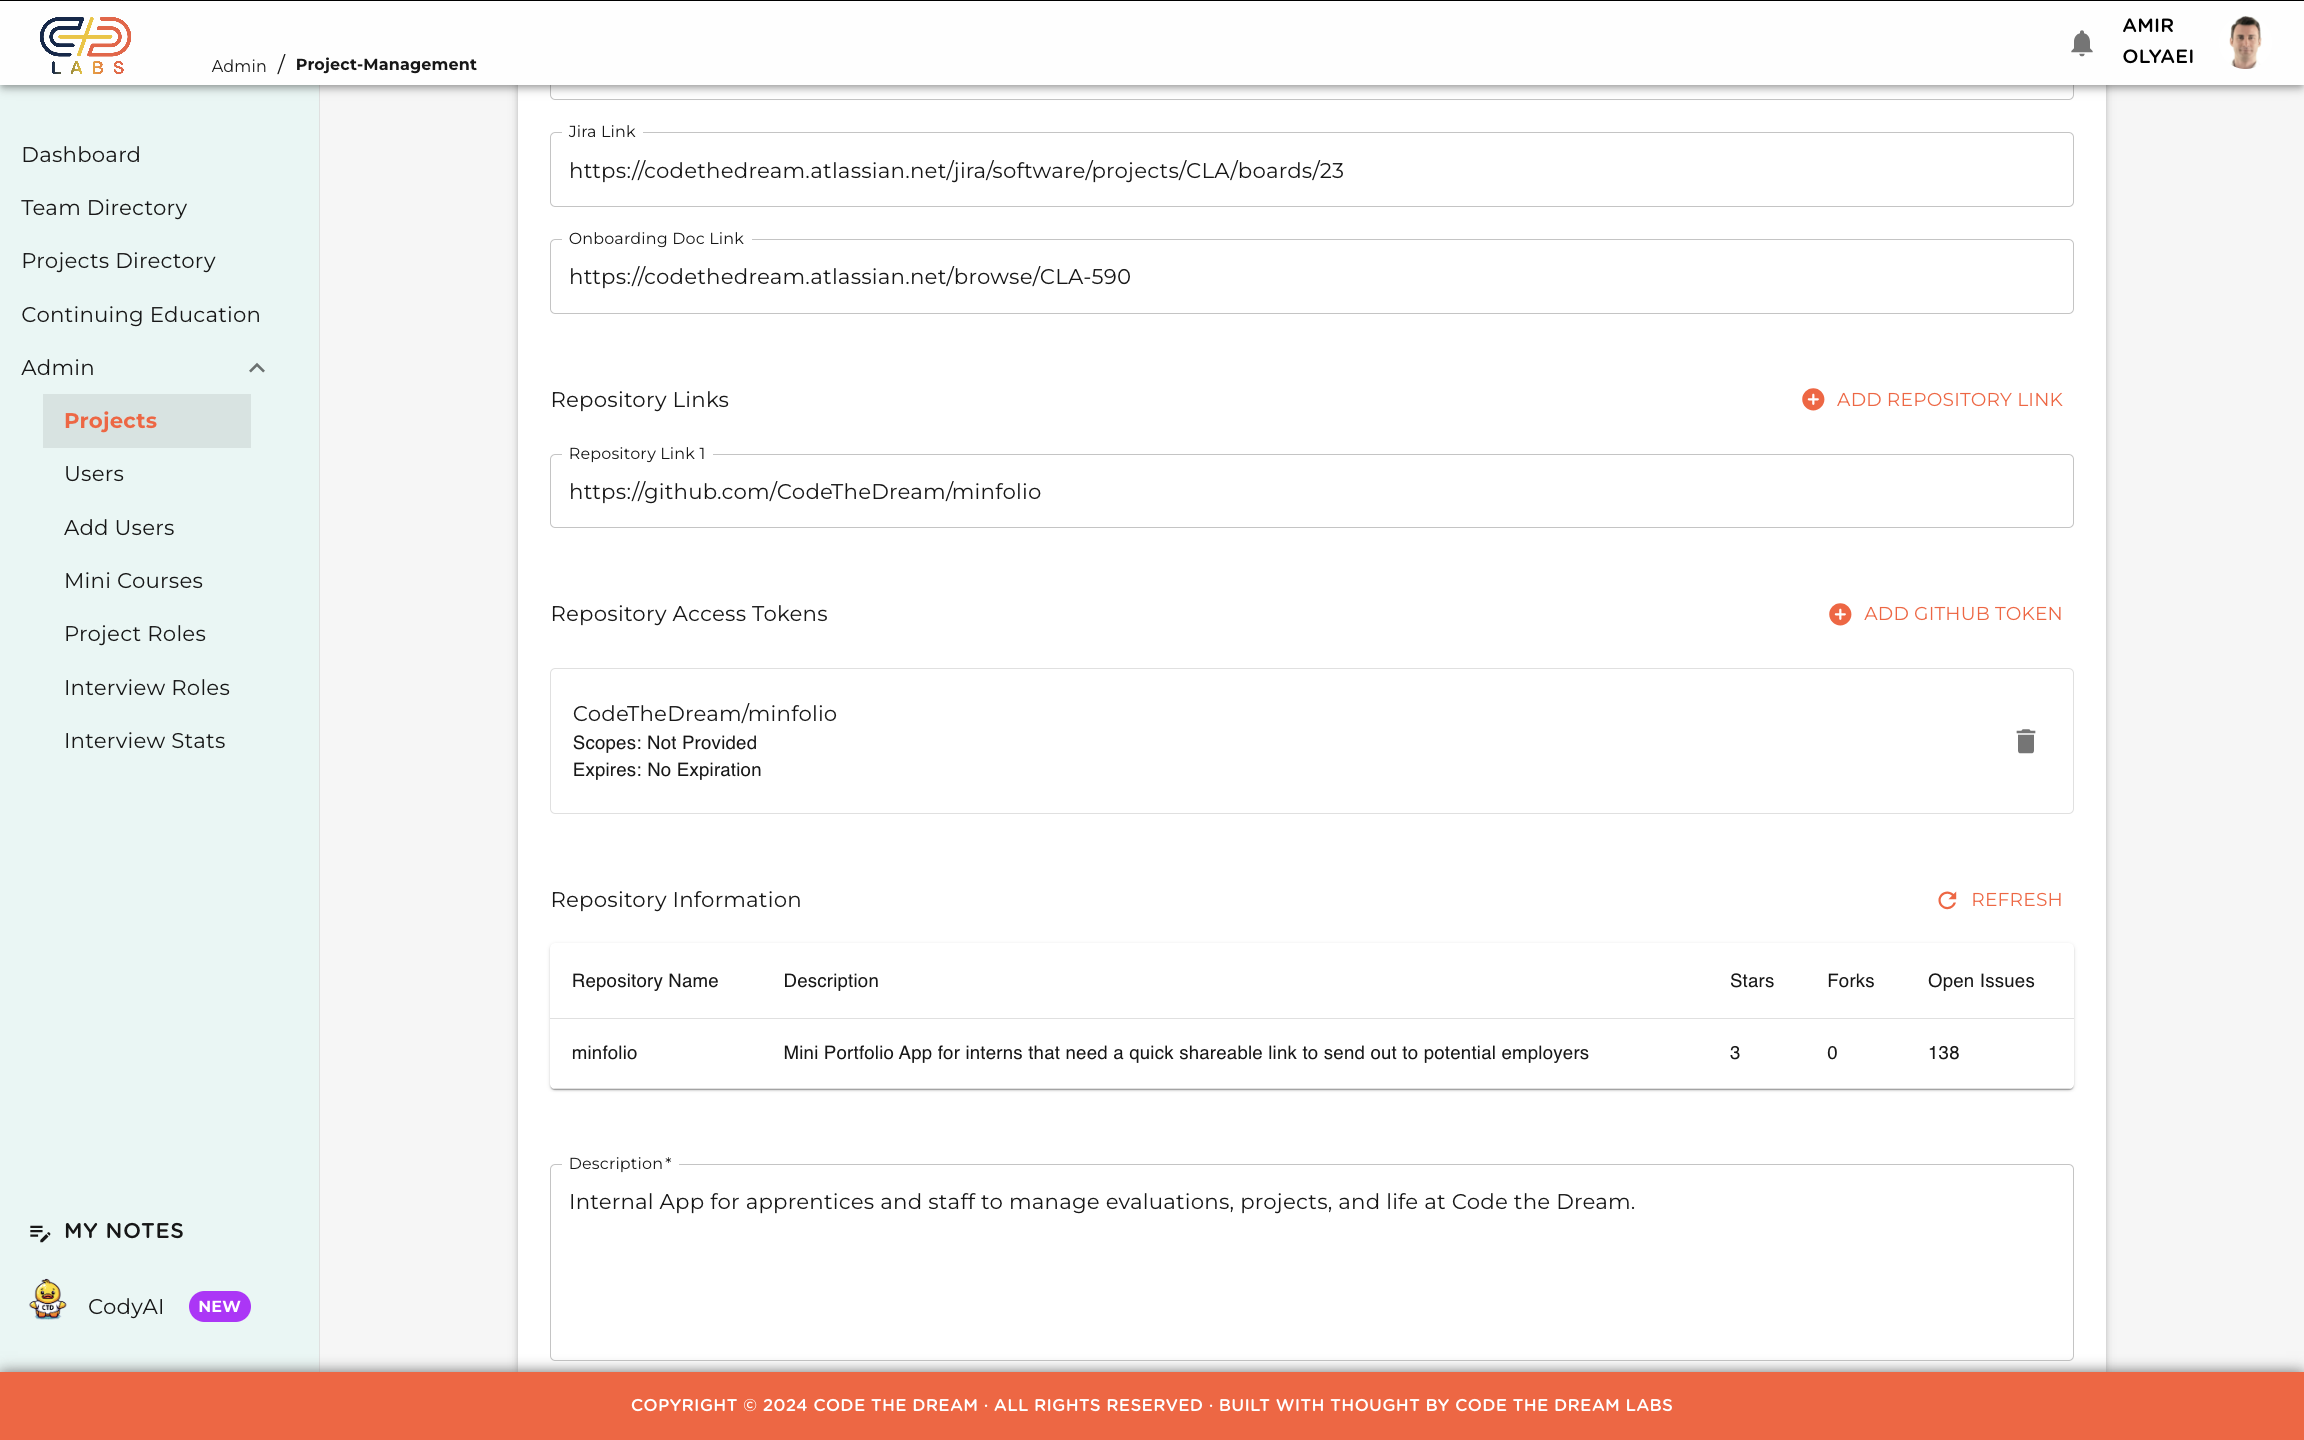 LABS
Admin / Project-Management
AMIR
OLYAEI
Dashboard
Team Directory
Projects Directory
Continuing Education
Admin
Projects
Users
Add Users
Mini Courses
Project Roles
Interview Roles
Interview Stats
MY NOTES
CTD
CodyAI NEW
Jira Link
https://codethedream.atlassian.net/jira/software/projects/CLA/boards/23
Onboarding Doc Link
https://codethedream.atlassian.net/browse/CLA-590
Repository Links
ADD REPOSITORY LINK
Repository Link 1
https://github.com/CodeTheDream/minfolio
Repository Access Tokens
ADD GITHUB TOKEN
CodeTheDream/minfolio
Scopes: Not Provided
Expires: No Expiration
Repository Information
REFRESH
Repository Name Description Stars Forks Open Issues
minfolio Mini Portfolio App for interns that need a quick shareable link to send out to potential employers 3 0 138
Description*
Internal App for apprentices and staff to manage evaluations, projects, and life at Code the Dream.
COPYRIGHT © 2024 CODE THE DREAM · ALL RIGHTS RESERVED · BUILT WITH THOUGHT BY CODE THE DREAM LABS